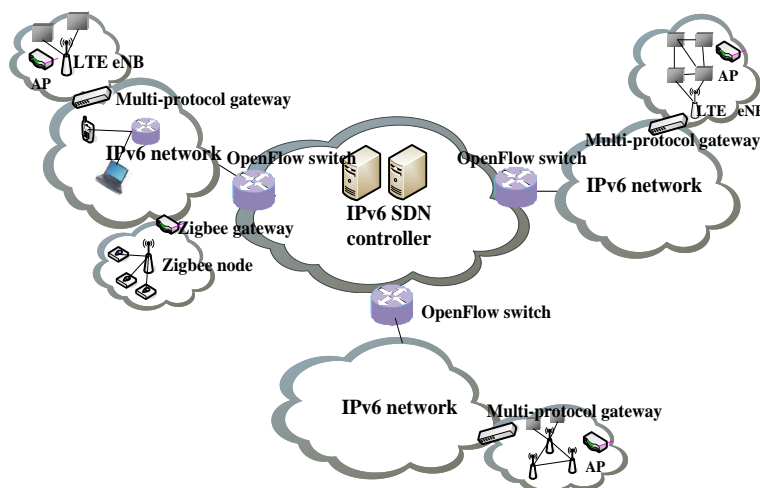 LTE eNB
AP
Multi-protocol gateway
IPv6 network
OpenFlow switch
Zigbee gateway
Zigbee node
IPv6 SDN
controller
OpenFlow switch
AP
LTE eNB
Multi-protocol gateway
IPv6 network
OpenFlow switch
IPv6 network
Multi-protocol gateway
AP